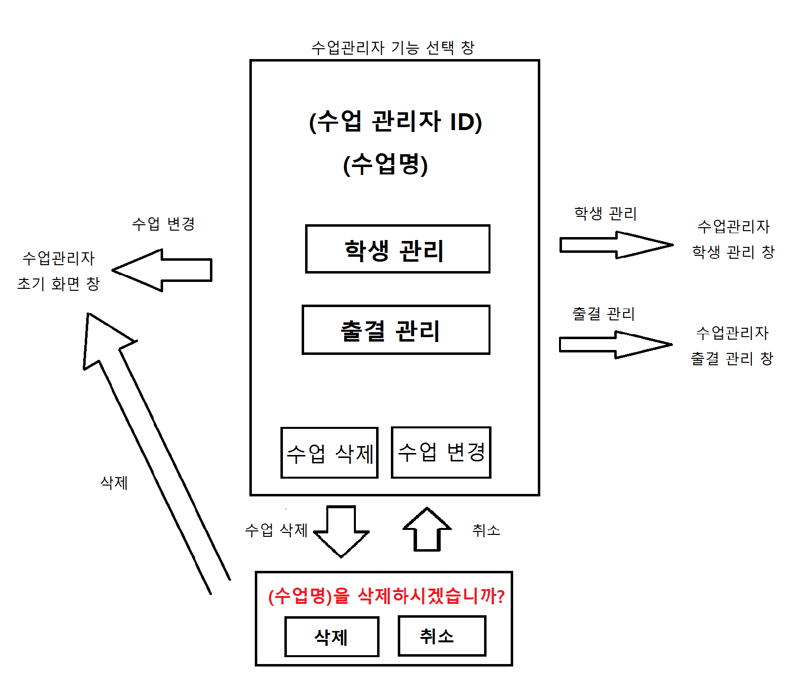 수업관리자 기능 선택 창
(수업 관리자 ID)
(수업명)
학생 관리
출결 관리
수업 삭제
수업 변경
수업 변경
수업관리자
초기 화면 창
학생 관리
수업관리자
학생 관리 창
출결 관리
수업관리자
출결 관리 창
삭제
수업 삭제
취소
(수업명)을 삭제하시겠습니까?
삭제
취소